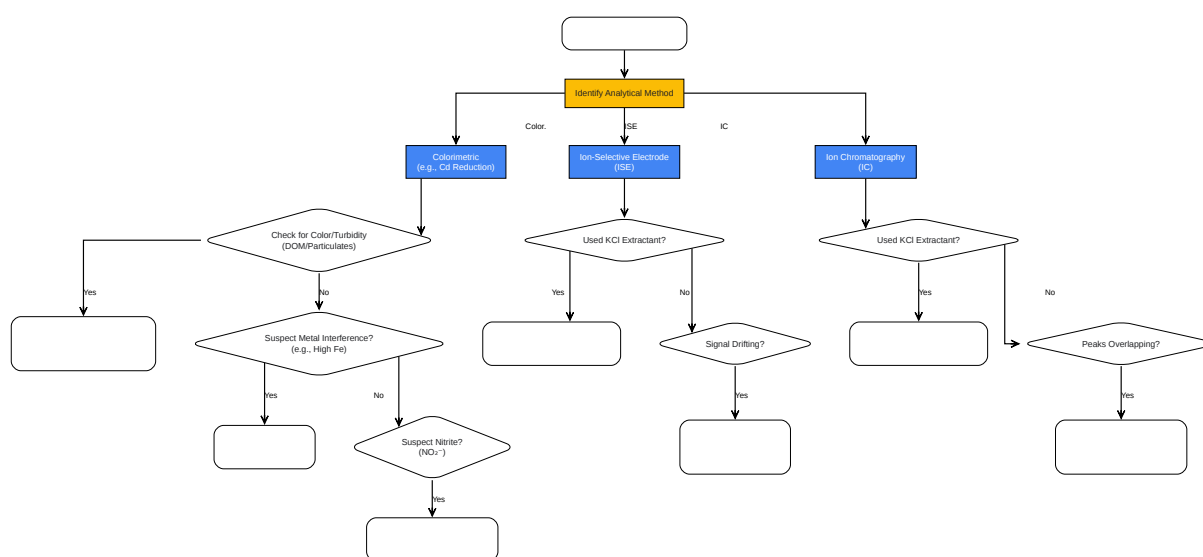 Identify Analytical Method
Color.
ISE
IC
Colorimetric
(e.g., Cd Reduction)
Ion-Selective Electrode
(ISE)
Ion Chromatography
(IC)
Check for Color/Turbidity
(DOM/Particulates)
Used KCl Extractant?
Used KCl Extractant?
Yes
No
Yes
No
Yes
No
Suspect Metal Interference?
(e.g., High Fe)
Signal Drifting?
Peaks Overlapping?
Yes
No
Yes
Yes
Suspect Nitrite?
(NO₂⁻)
Yes